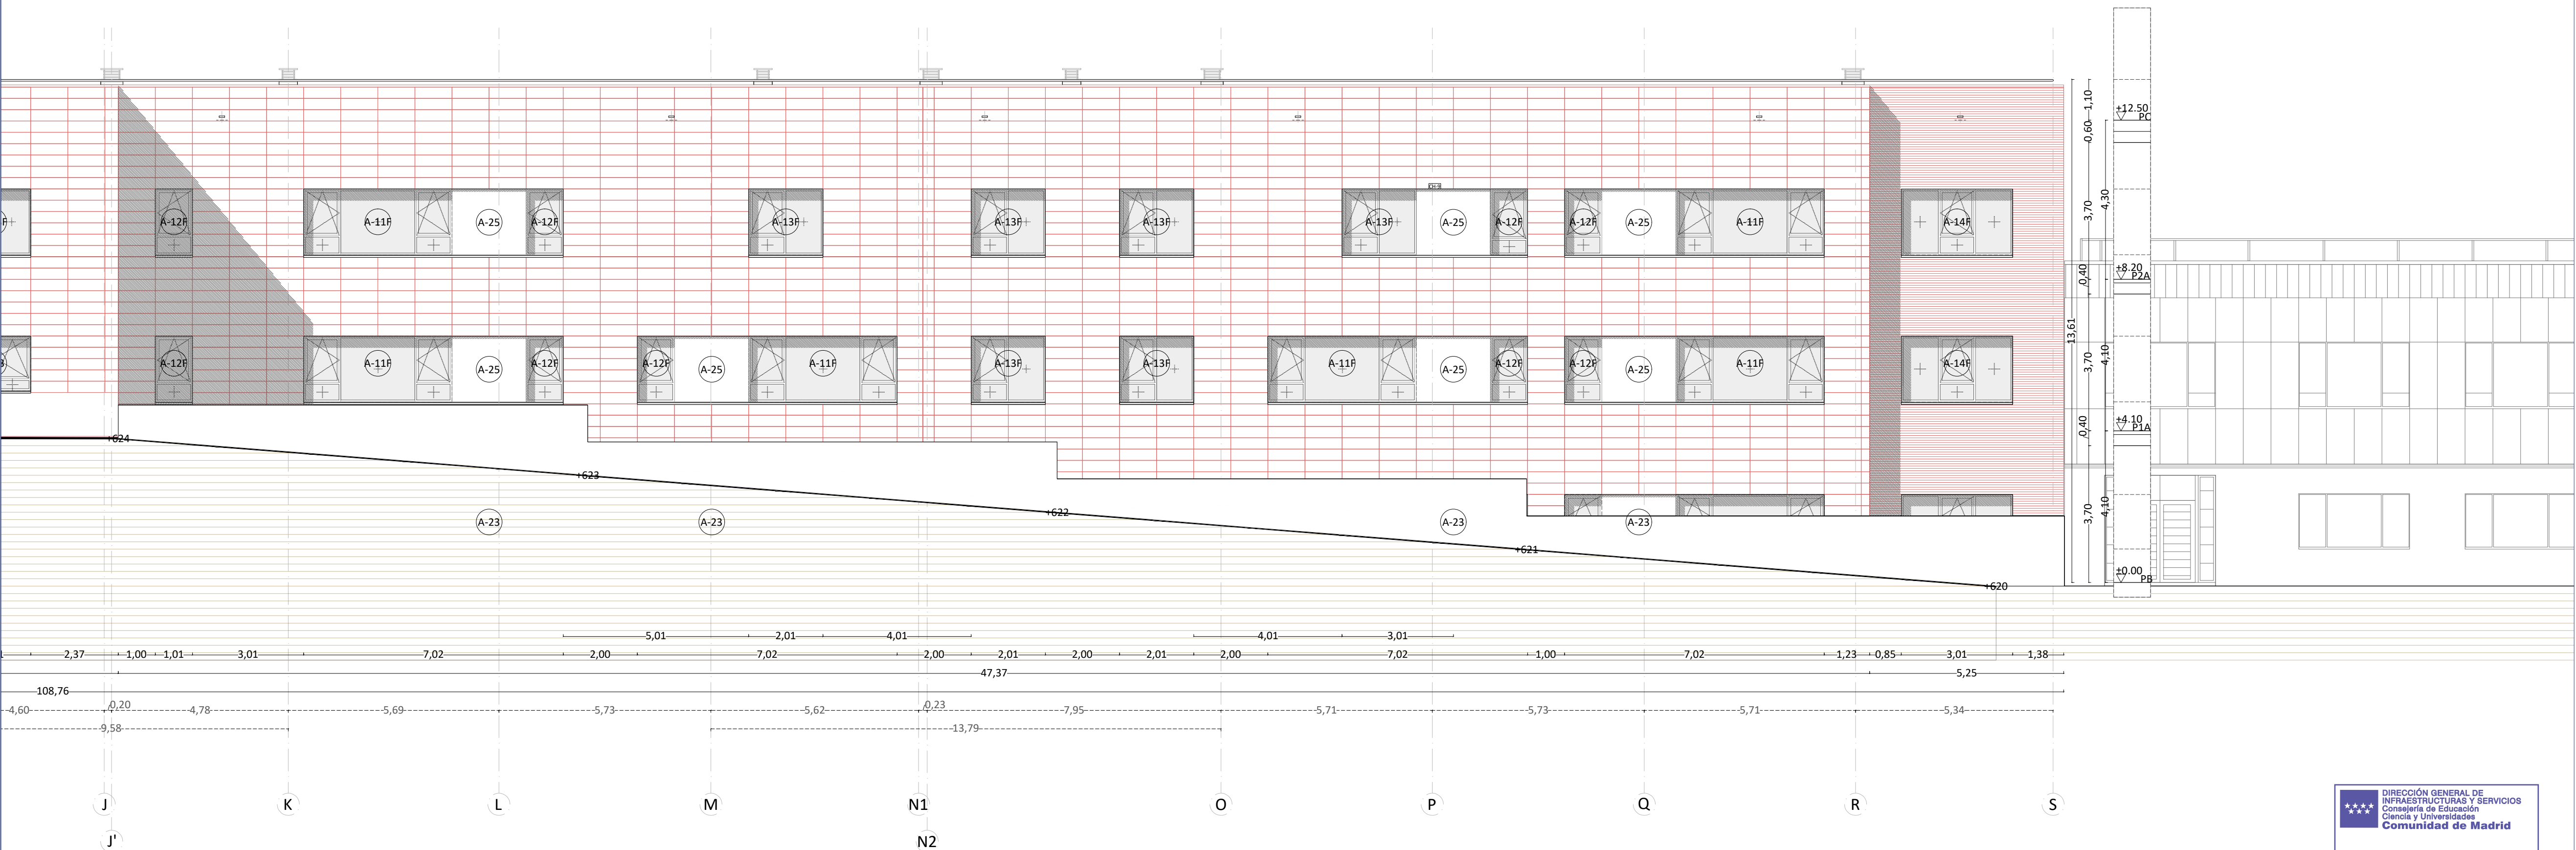 1,10
+12.50
PC
0,60
CH-9
F
A-12F
A-11F
A-25
A-12F
A-13F
A-13F
A-13F
A-13F
A-25
A-12F
A-12F
A-25
A-11F
A-14F
3,70
4,30
+8.20
P2A
0,40
13,61
A-12F
A-11F
A-25
A-12F
A-12F
A-25
A-11F
A-13F
A-13F
A-11F
A-25
A-12F
A-12F
A-25
A-11F
A-14F
3,70
4,10
+4.10
P1A
0,40
+624
+623
+622
+621
+620
A-23
A-23
A-23
A-23
3,70
4,10
+0.00
PB
5,01 2,01 4,01 4,01 3,01
2,37 1,00 1,01 3,01 7,02 2,00 7,02 2,00 2,01 2,00 2,01 2,00 7,02 1,00 7,02 1,23 0,85 3,01 1,38
47,37 5,25
108,76
4,60 0,20 4,78 5,69 5,73 5,62 0,23 7,95 5,71 5,73 5,71 5,34
9,58 13,79
J K L M N1 O P Q R S
J' N2
DIRECCIÓN GENERAL DE
INFRAESTRUCTURAS Y SERVICIOS
Consejería de Educación
Ciencia y Universidades
Comunidad de Madrid